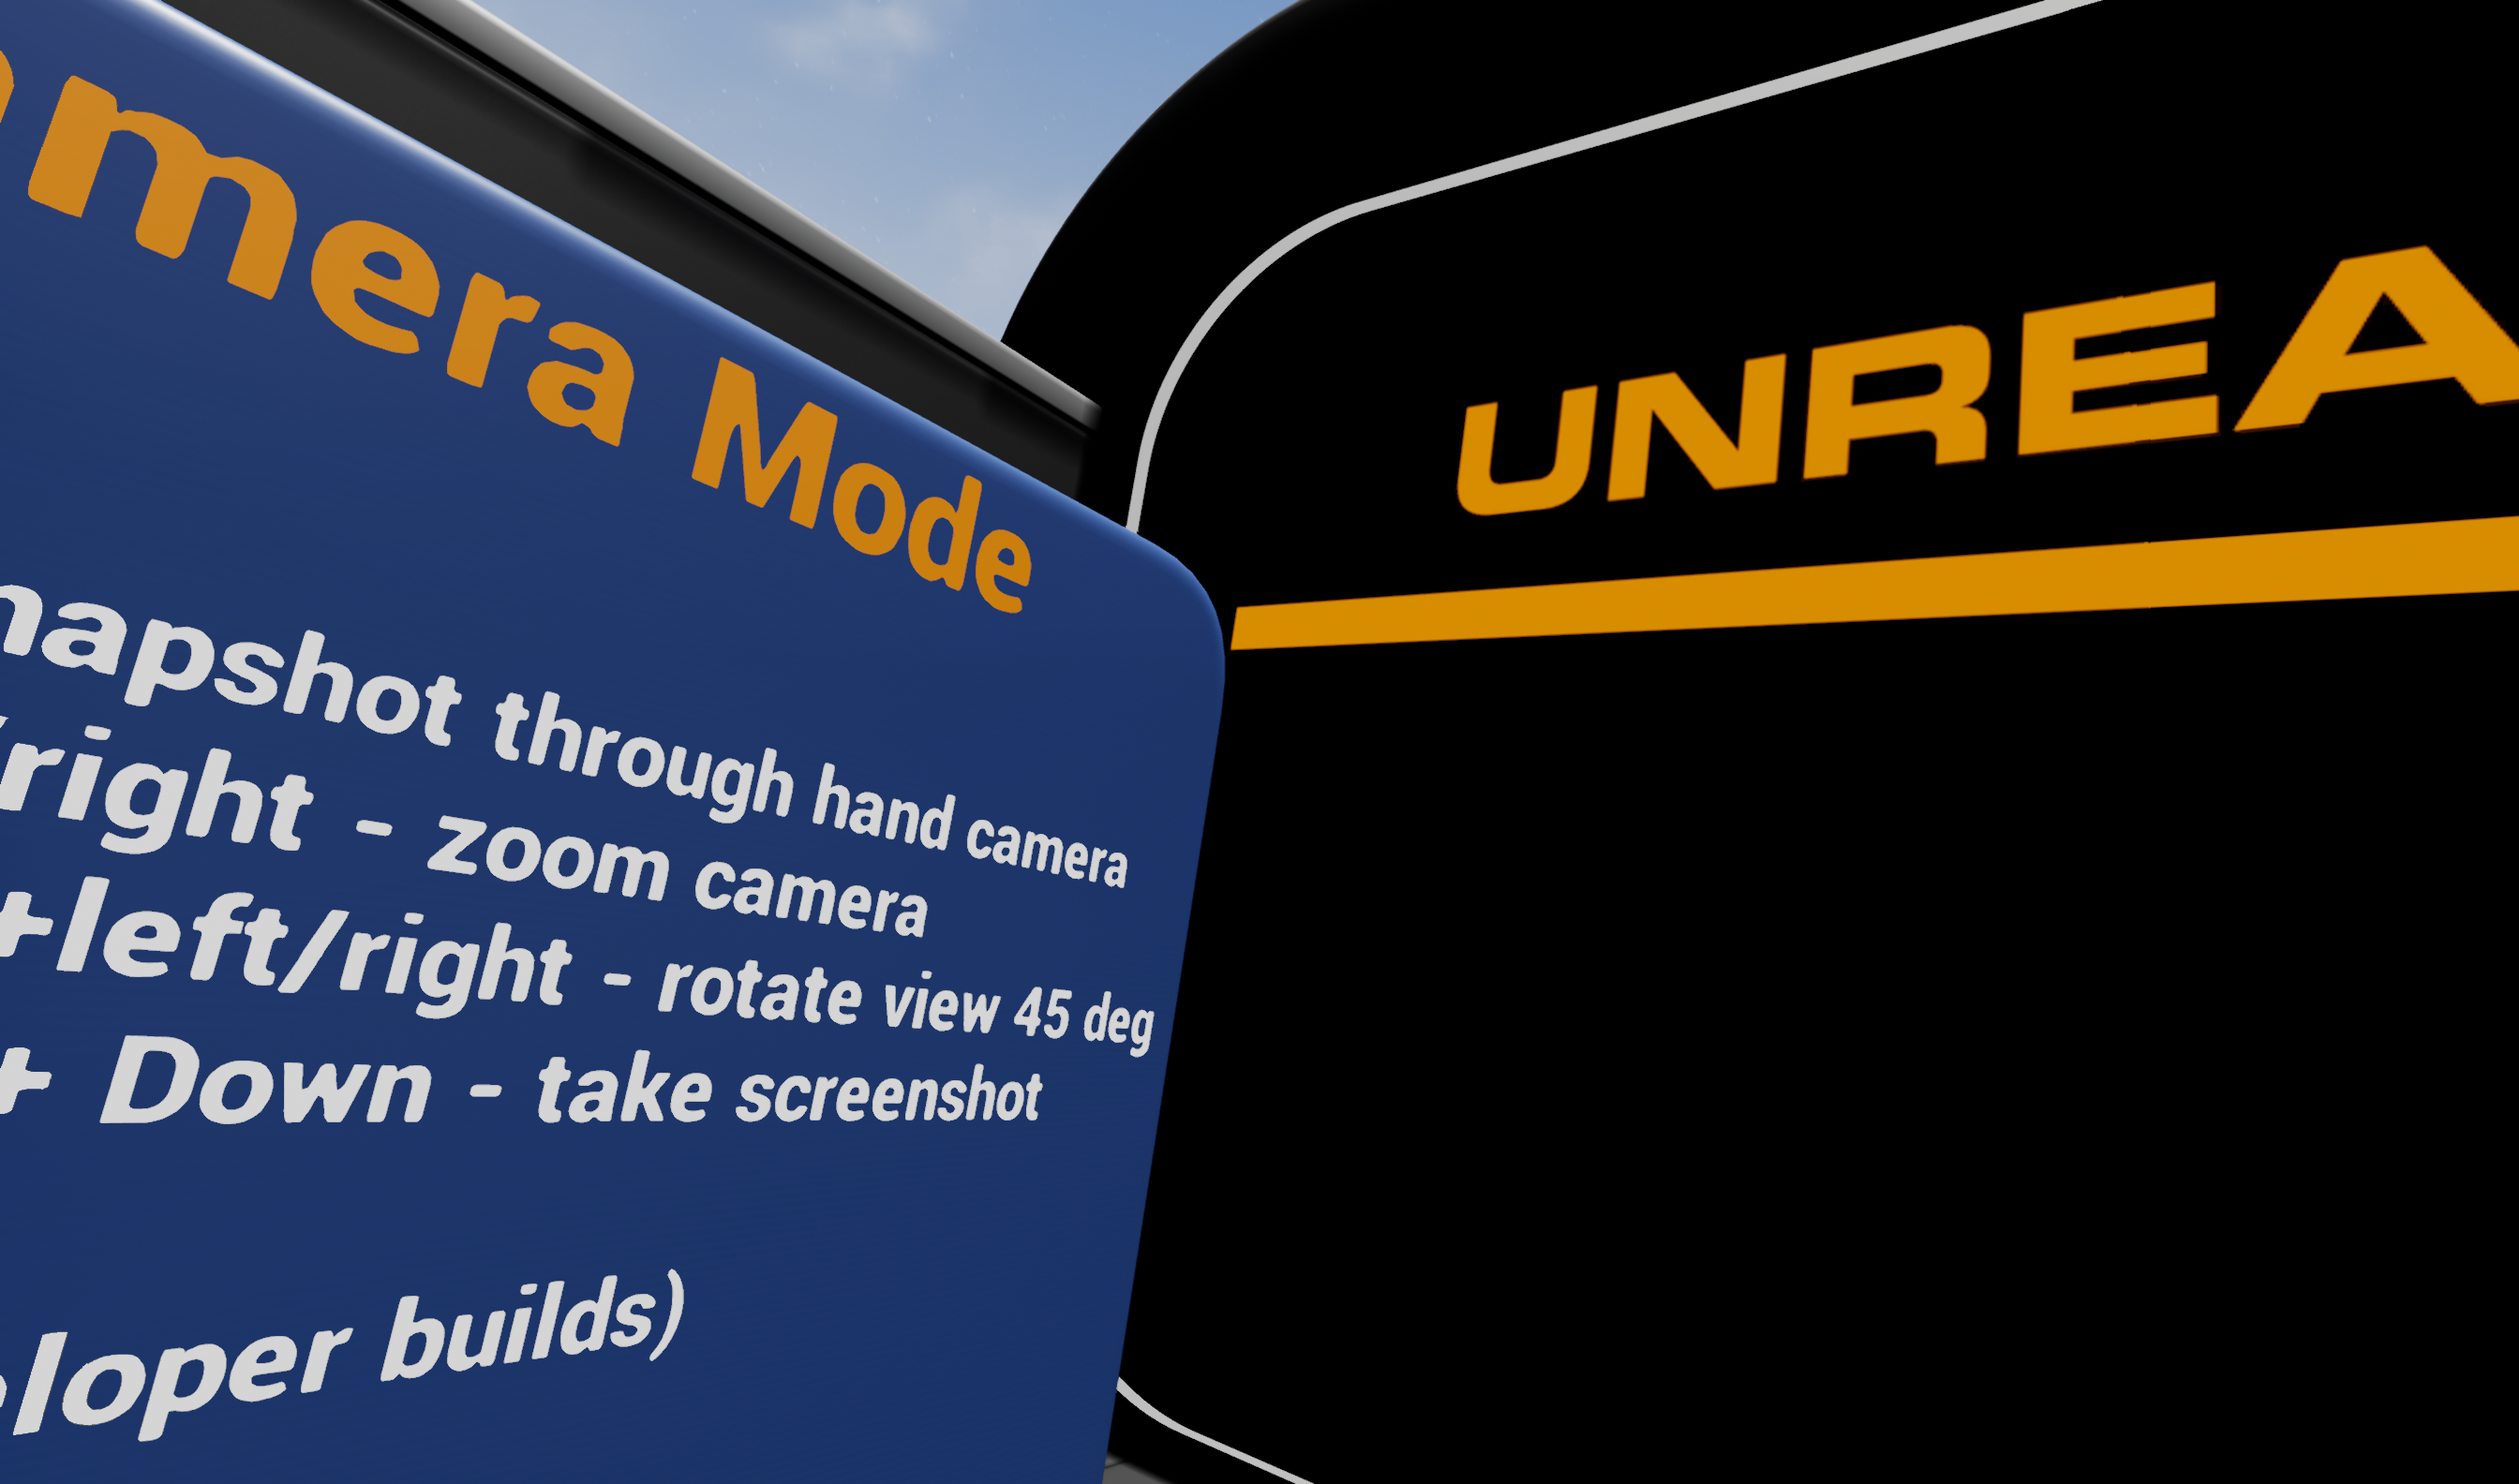 mera Mode
napshot through hand camera
/right - zoom camera
+left/right - rotate view 45 deg
+ Down - take screenshot
loper builds)
UNREA